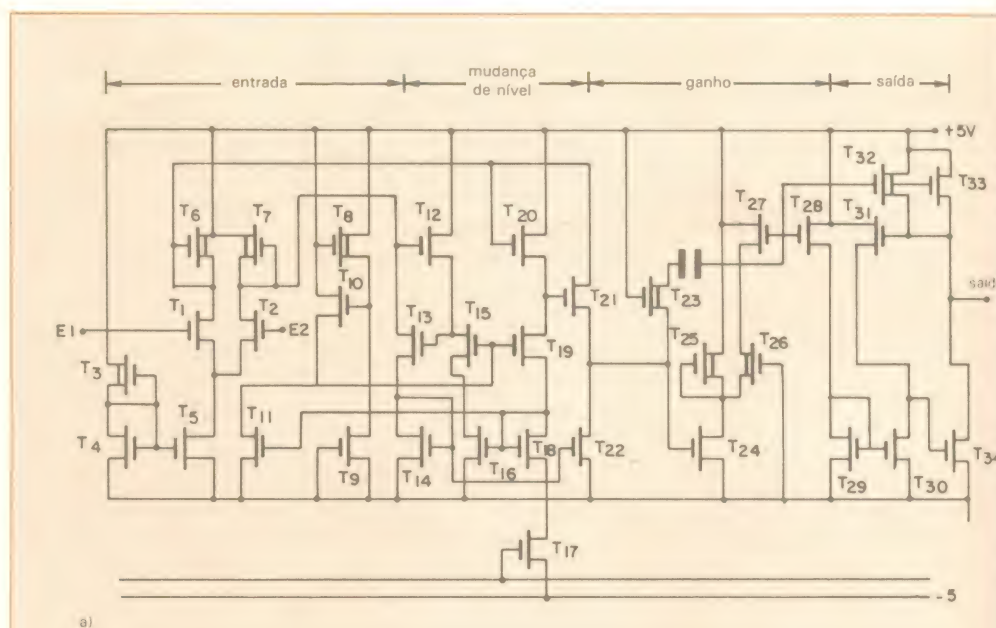 entrada
mudança
de nível
ganho
saída
+5V
T32
T33
T6
T7
T8
T12
T20
T27
T28
T31
T10
T21
T23
saíd
T1
T2
T13
T15
E1
E2
T19
T25
T26
T3
T4
T5
T11
T9
T14
T16
T18
T22
T24
T29
T30
T34
T17
-5
a)